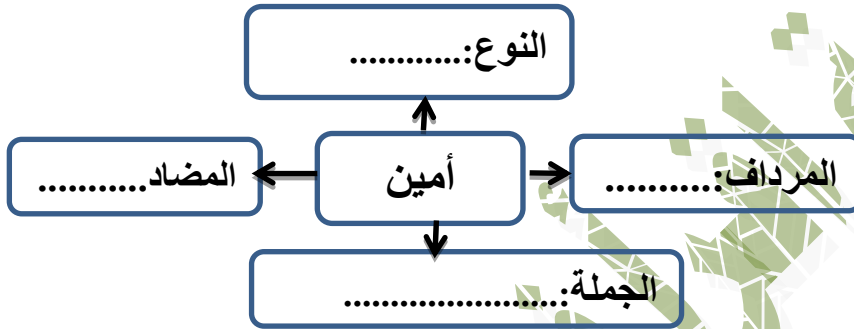 النوع:.............
المرداف:...........
أمين
المضاد...........
الجملة:......................